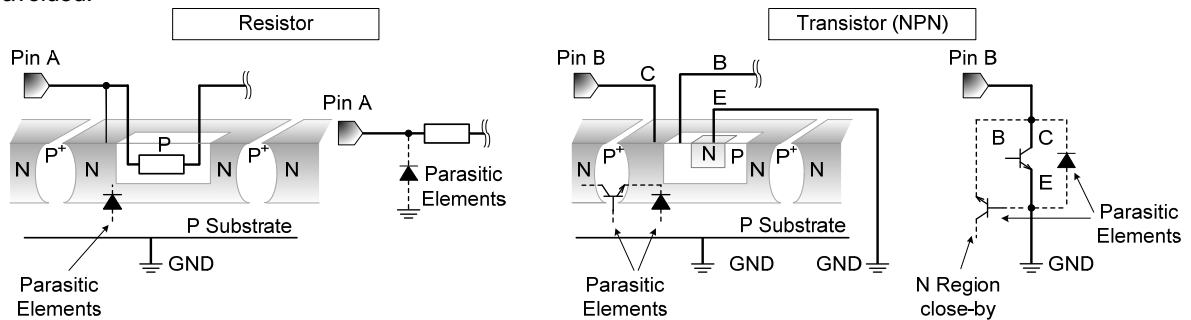 Resistor
Transistor (NPN)
Pin A
Pin A
N
P+
N
P
P+
N
Parasitic
Elements
P Substrate
GND
Parasitic
Elements
Pin B
C
B
E
N
P+
N
N
P
P+
N
P Substrate
GND
GND
Parasitic
Elements
Pin B
B
C
E
Parasitic
Elements
GND
N Region
close-by